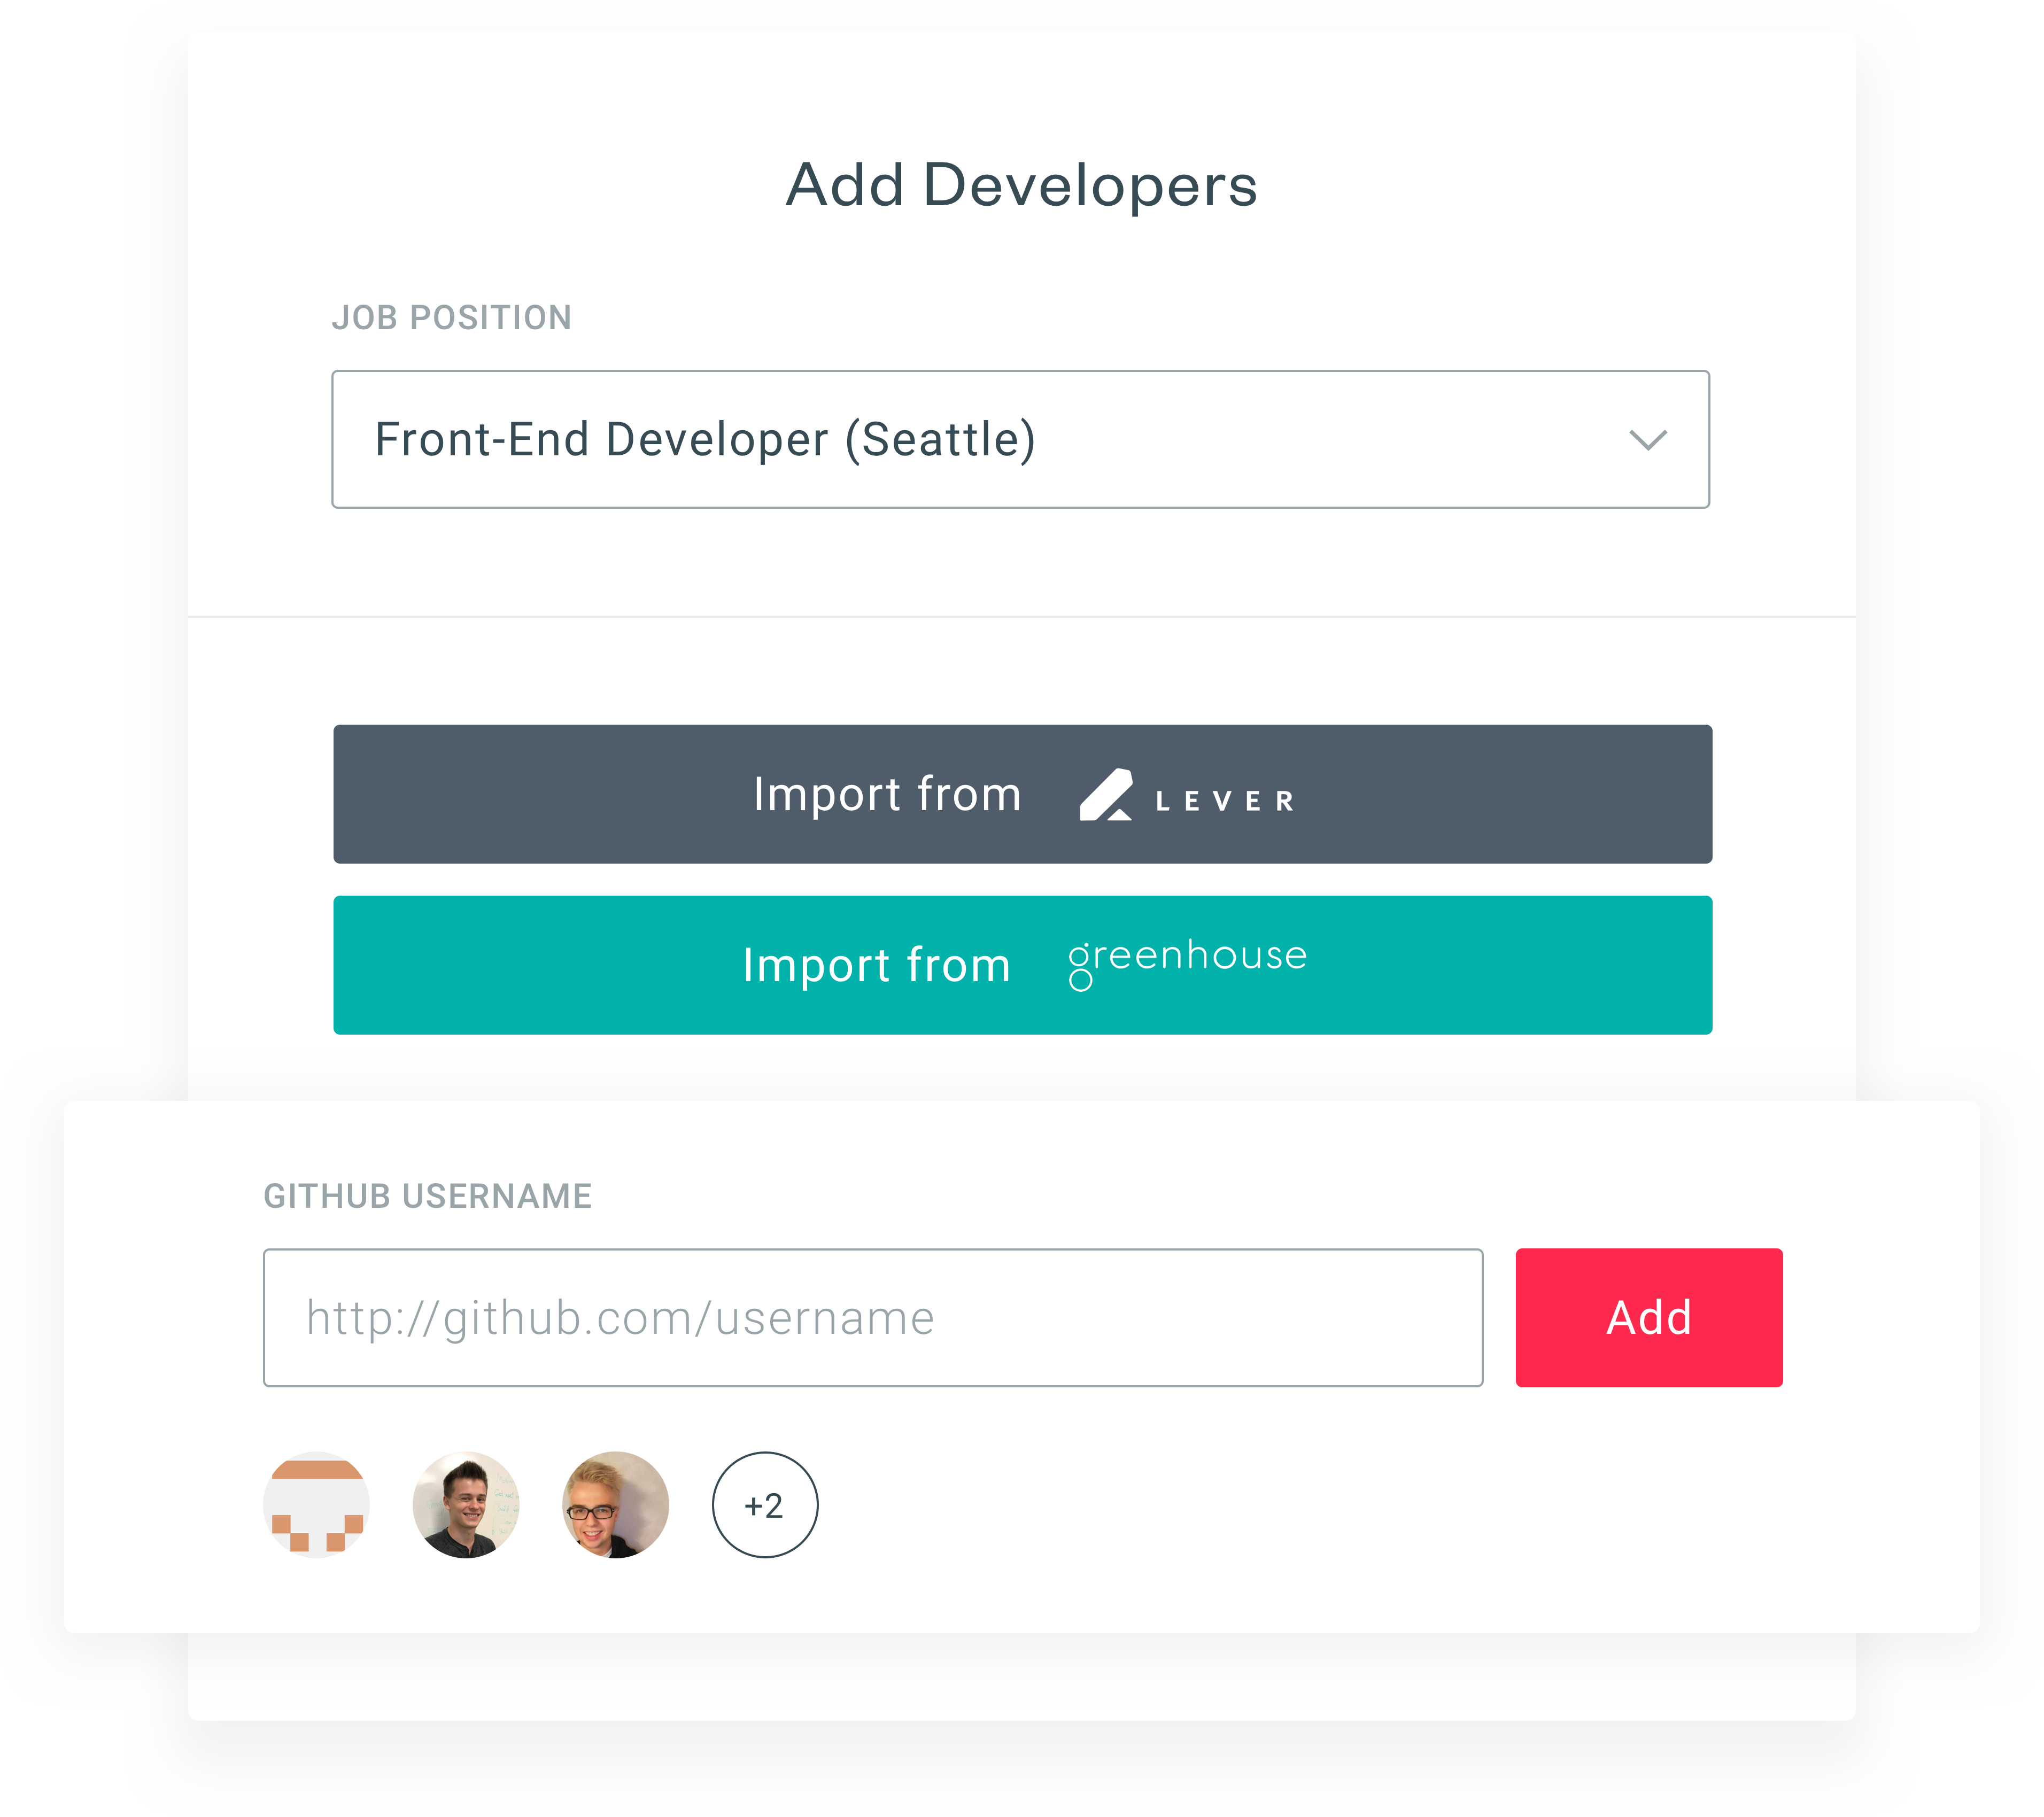 Add Developers
JOB POSITION
Front-End Developer (Seattle)
Import from LEVER
Import from greenhouse
GITHUB USERNAME
http://github.com/username
Add
+2